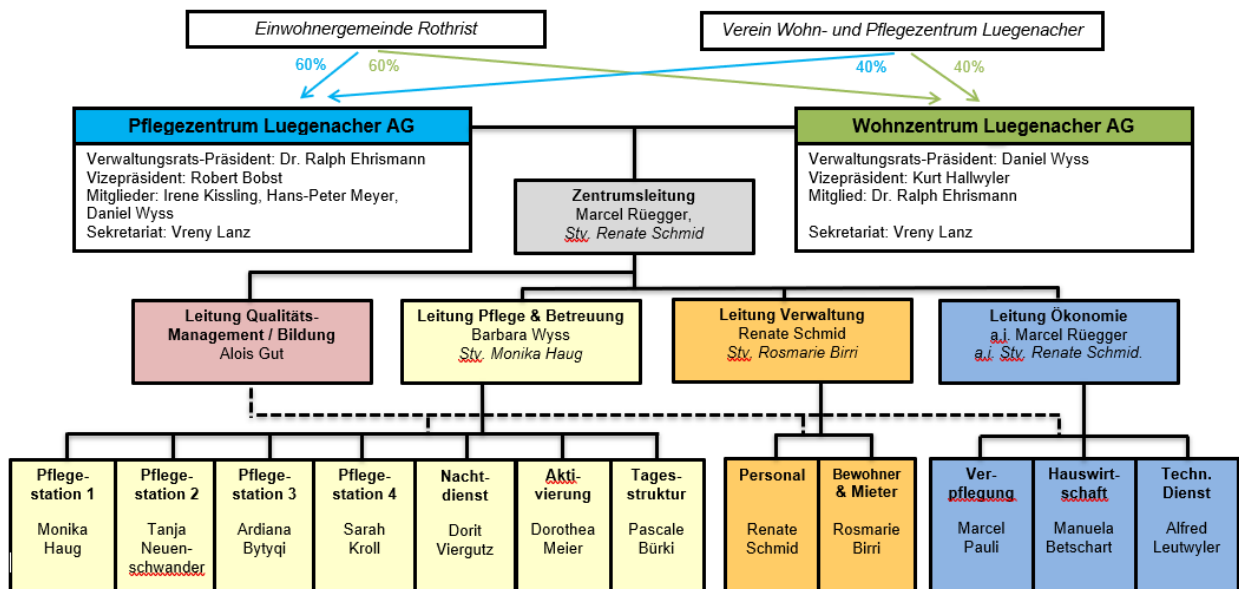 Einwohnergemeinde Rothrist
Verein Wohn- und Pflegezentrum Luegenacher
60%
60%
40%
40%
Pflegezentrum Luegenacher AG
Verwaltungsrats-Präsident: Dr. Ralph Ehrismann
Vizepräsident: Robert Bobst
Mitglieder: Irene Kissling, Hans-Peter Meyer,
Daniel Wyss
Sekretariat: Vreny Lanz
Wohnzentrum Luegenacher AG
Verwaltungsrats-Präsident: Daniel Wyss
Vizepräsident: Kurt Hallwyler
Mitglied: Dr. Ralph Ehrismann
Sekretariat: Vreny Lanz
Zentrumsleitung
Marcel Rüegger,
Stv. Renate Schmid
Leitung Qualitäts-
Management / Bildung
Alois Gut
Leitung Pflege & Betreuung
Barbara Wyss
Stv. Monika Haug
Leitung Verwaltung
Renate Schmid
Stv. Rosmarie Birri
Leitung Ökonomie
a.i. Marcel Rüegger
a.i. Stv. Renate Schmid.
Pflege-
station 1
Monika
Haug
Pflege-
station 2
Tanja
Neuen-
schwander
Pflege-
station 3
Ardiana
Bytyqi
Pflege-
station 4
Sarah
Kroll
Nacht-
dienst
Dorit
Viergutz
Akti-
vierung
Dorothea
Meier
Tages-
struktur
Pascale
Bürki
Personal
Renate
Schmid
Bewohner
& Mieter
Rosmarie
Birri
Ver-
pflegung
Marcel
Pauli
Hauswirt-
schaft
Manuela
Betschart
Techn.
Dienst
Alfred
Leutwyler